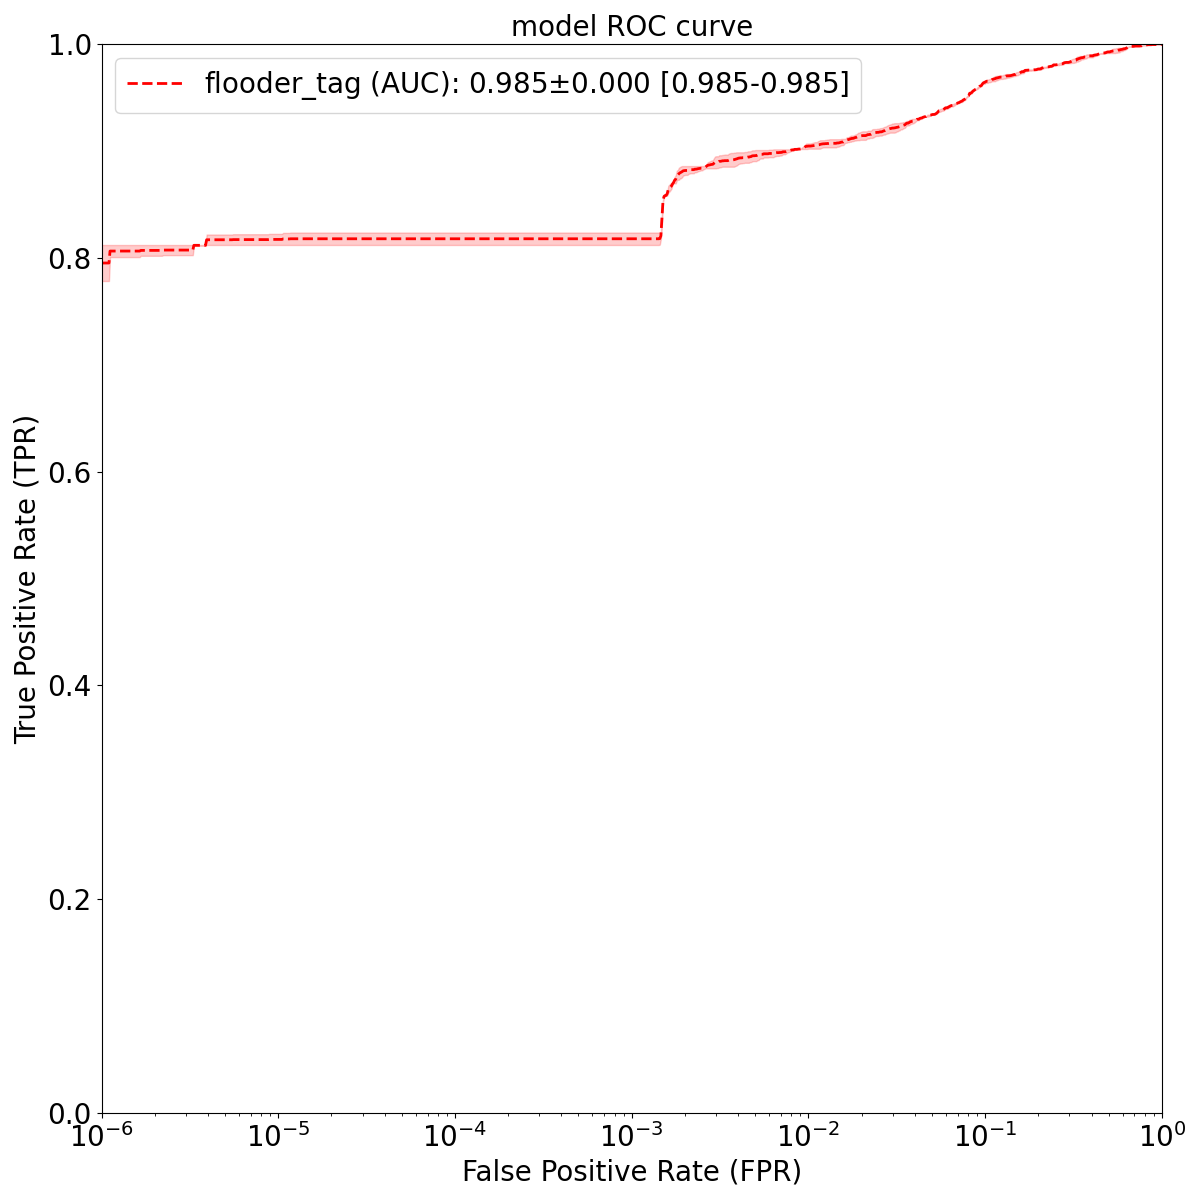 model ROC curve
flooder_tag (AUC): 0.985±0.000 [0.985-0.985]
True Positive Rate (TPR)
1.0
0.8
0.6
0.4
0.2
0.0
10⁻⁶ 10⁻⁵ 10⁻⁴ 10⁻³ 10⁻² 10⁻¹ 10⁰
False Positive Rate (FPR)